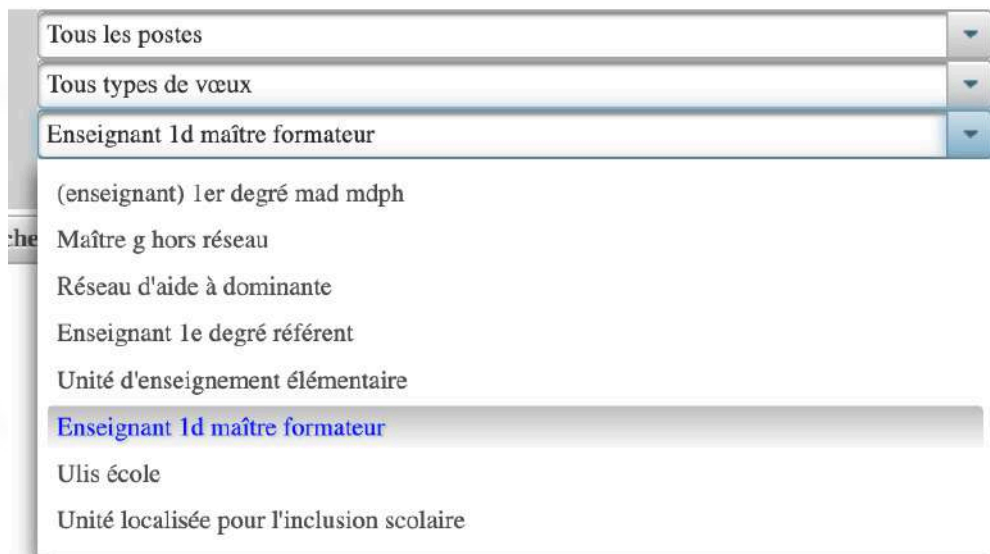 Tous les postes
Tous types de vœux
Enseignant 1d maître formateur
(enseignant) 1er degré mad mdph
Maître g hors réseau
Réseau d'aide à dominante
Enseignant 1e degré référent
Unité d'enseignement élémentaire
Enseignant 1d maître formateur
Ulis école
Unité localisée pour l'inclusion scolaire